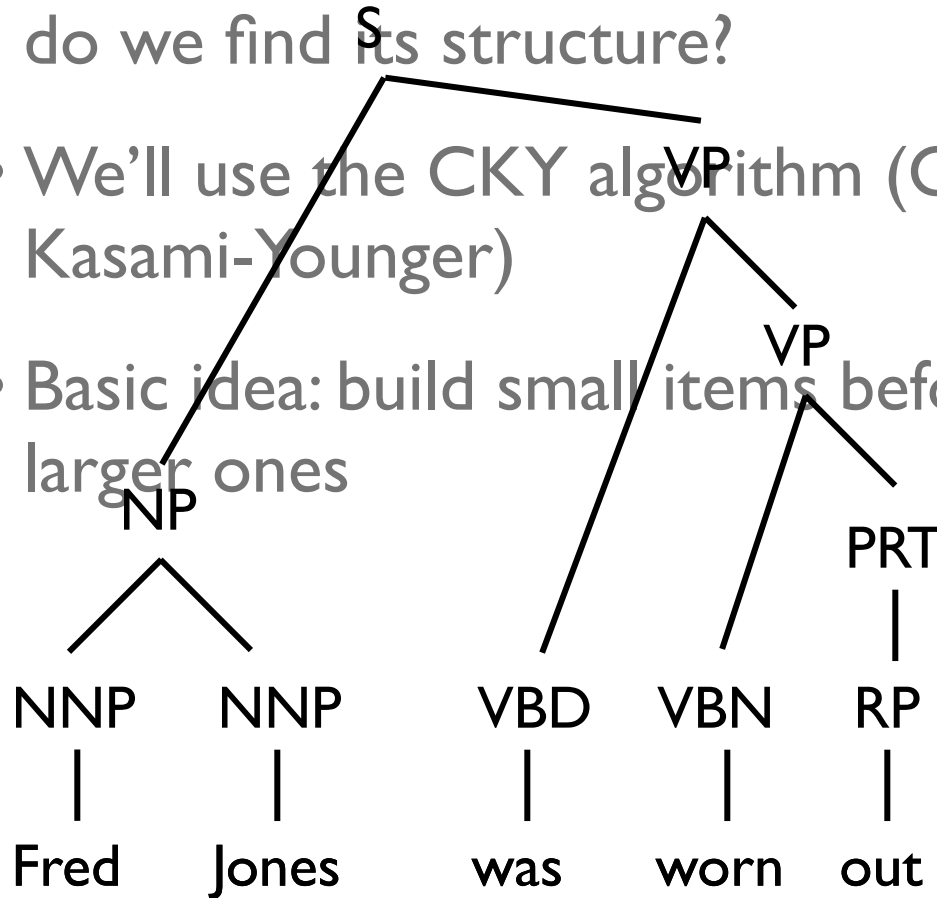 S
do we find its structure?
VP
• We'll use the CKY algorithm (C
Kasami-Younger)
VP
• Basic idea: build small items befo
larger ones
NP
PRT
NNP NNP VBD VBN RP
Fred Jones was worn out